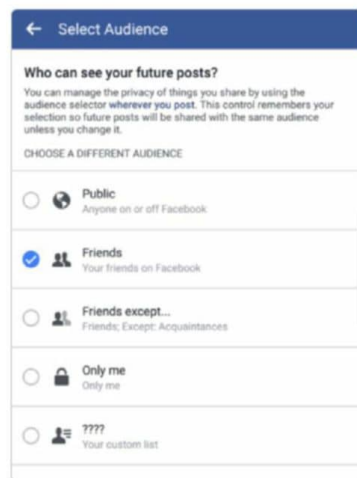 Select Audience
Who can see your future posts?
You can manage the privacy of things you share by using the
audience selector wherever you post. This control remembers your
selection so future posts will be shared with the same audience
unless you change it.
CHOOSE A DIFFERENT AUDIENCE
Public
Anyone on or off Facebook
Friends
Your friends on Facebook
Friends except...
Friends; Except: Acquaintances
Only me
Only me
????
Your custom list